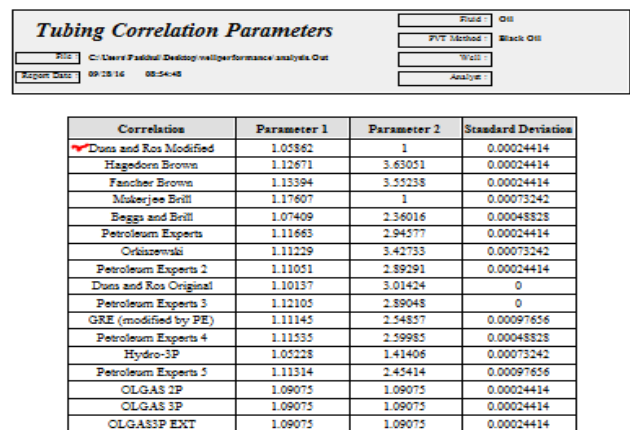 Tubing Correlation Parameters
Fluid : Oil
PVT Method : Black Oil
File : C:\Users\Paskhal\Desktop\wellperformance\analysis.Out
Well :
Report Date : 09/28/16 08:54:48
Analyst :
Correlation Parameter 1 Parameter 2 Standard Deviation
Duns and Ros Modified 1.05862 1 0.00024414
Hagedorn Brown 1.12671 3.63051 0.00024414
Fancher Brown 1.13394 3.55238 0.00024414
Mukerjee Brill 1.17607 1 0.00073242
Beggs and Brill 1.07409 2.36016 0.00048828
Petroleum Experts 1.11663 2.94577 0.00024414
Orkiszewski 1.11229 3.42733 0.00073242
Petroleum Experts 2 1.11051 2.89291 0.00024414
Duns and Ros Original 1.10137 3.01424 0
Petroleum Experts 3 1.12105 2.89048 0
GRE (modified by PE) 1.11145 2.54857 0.00097656
Petroleum Experts 4 1.11535 2.59985 0.00048828
Hydro-3P 1.05228 1.41406 0.00073242
Petroleum Experts 5 1.11314 2.45414 0.00097656
OLGAS 2P 1.09075 1.09075 0.00024414
OLGAS 3P 1.09075 1.09075 0.00024414
OLGAS3P EXT 1.09075 1.09075 0.00024414